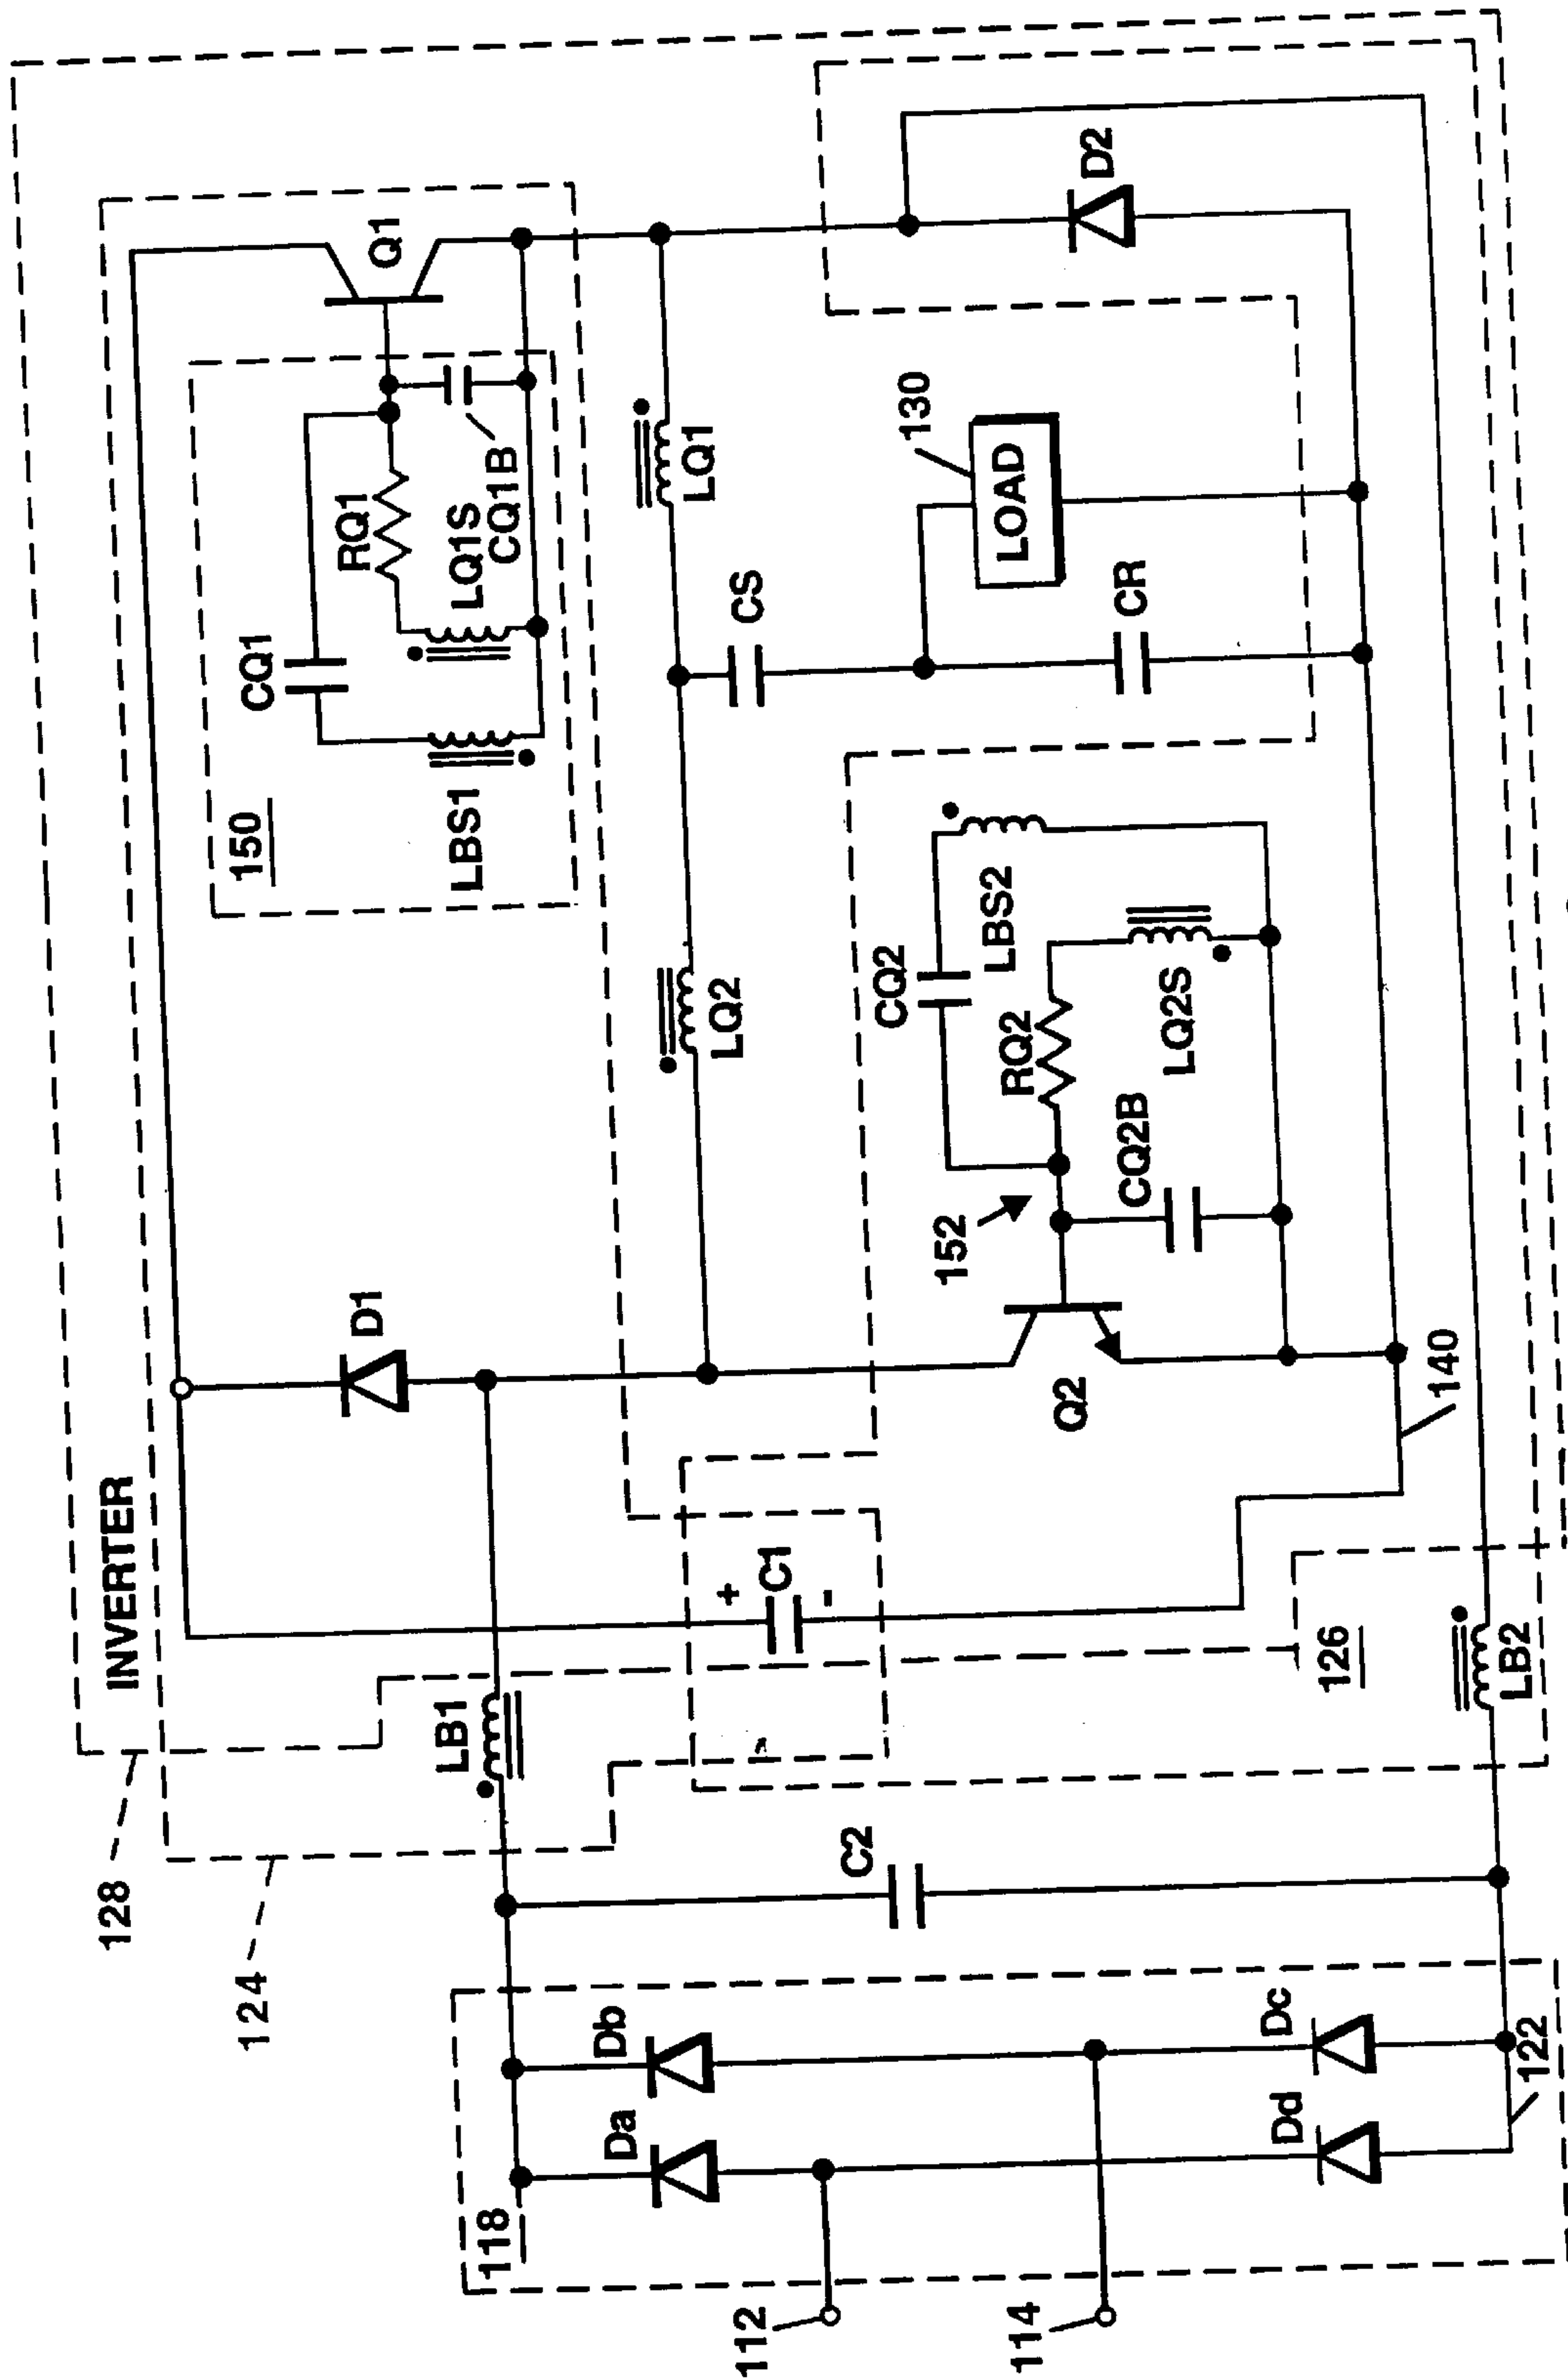 INVERTER
128
124
118
112
114
Da
Db
Dc
Dd
122
C2
LB1
LB2
126
+
C1
-
D1
140
Q2
152
CQ2B
RQ2
CQ2
LBS2
LQ2S
LQ2
150
LBS1
CQ1
RQ1
LQ1S
CQ1B
Q1
LQ1
CS
CR
130
LOAD
D2